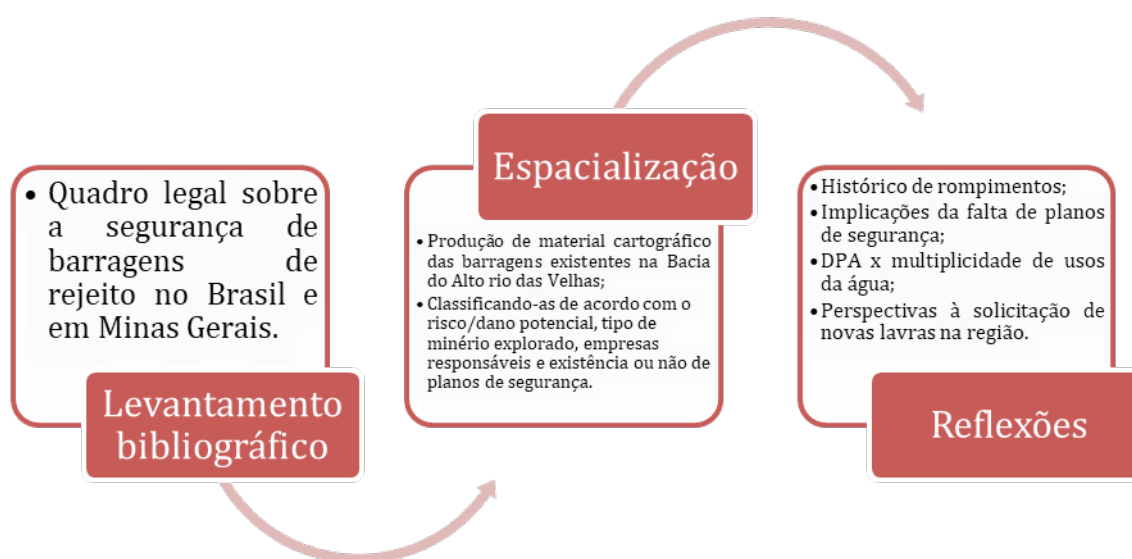 • Quadro legal sobre
a segurança de
barragens de
rejeito no Brasil e
em Minas Gerais.
Levantamento
bibliográfico
Espacialização
• Produção de material cartográfico
das barragens existentes na Bacia
do Alto rio das Velhas;
• Classificando-as de acordo com o
risco/dano potencial, tipo de
minério explorado, empresas
responsáveis e existência ou não de
planos de segurança.
• Histórico de rompimentos;
• Implicações da falta de planos
de segurança;
• DPA x multiplicidade de usos
da água;
• Perspectivas à solicitação de
novas lavras na região.
Reflexões